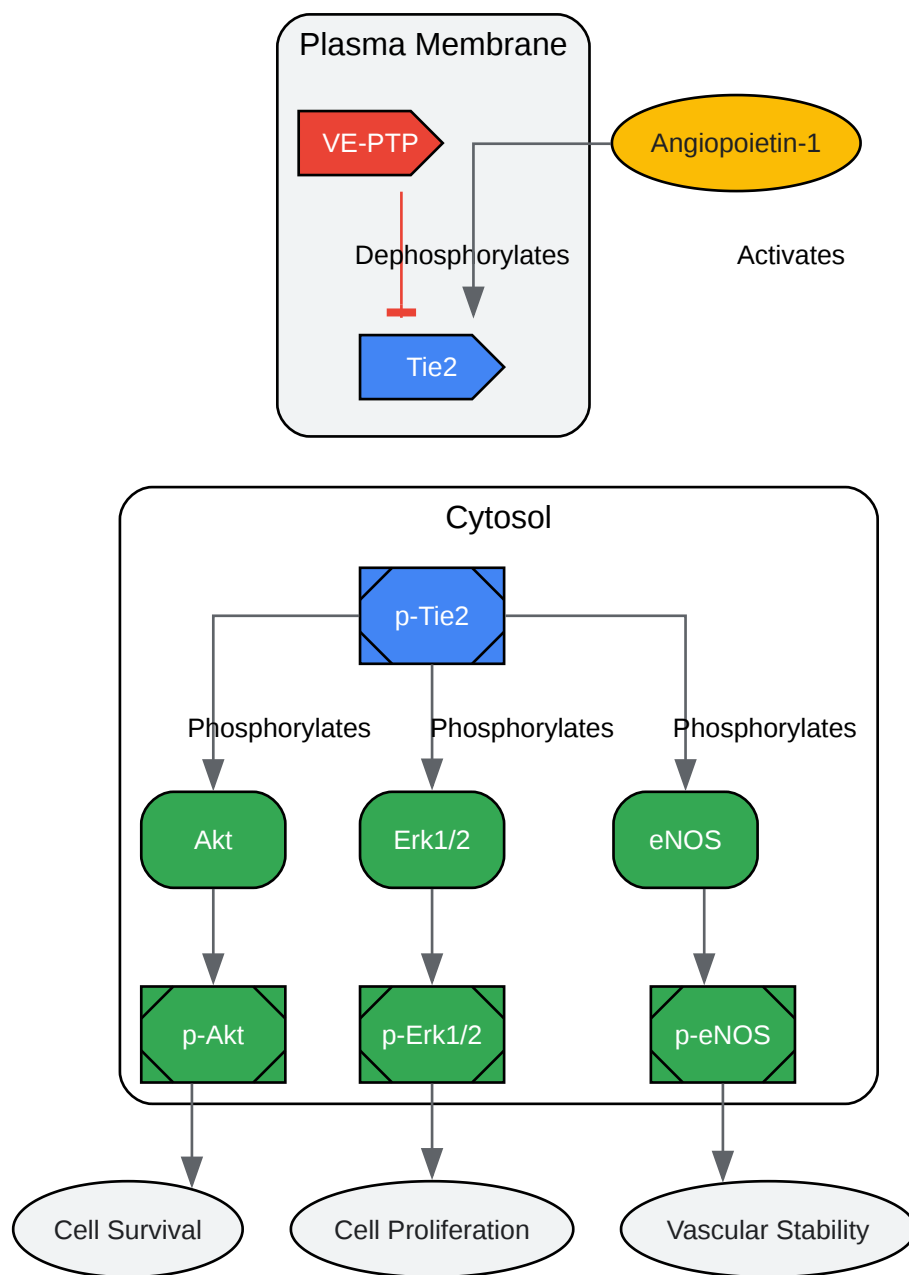 Plasma Membrane
VE-PTP
Angiopoietin-1
Dephosphorylates
Activates
Tie2
Cytosol
p-Tie2
Phosphorylates
Phosphorylates
Phosphorylates
Akt
Erk1/2
eNOS
p-Akt
p-Erk1/2
p-eNOS
Cell Survival
Cell Proliferation
Vascular Stability